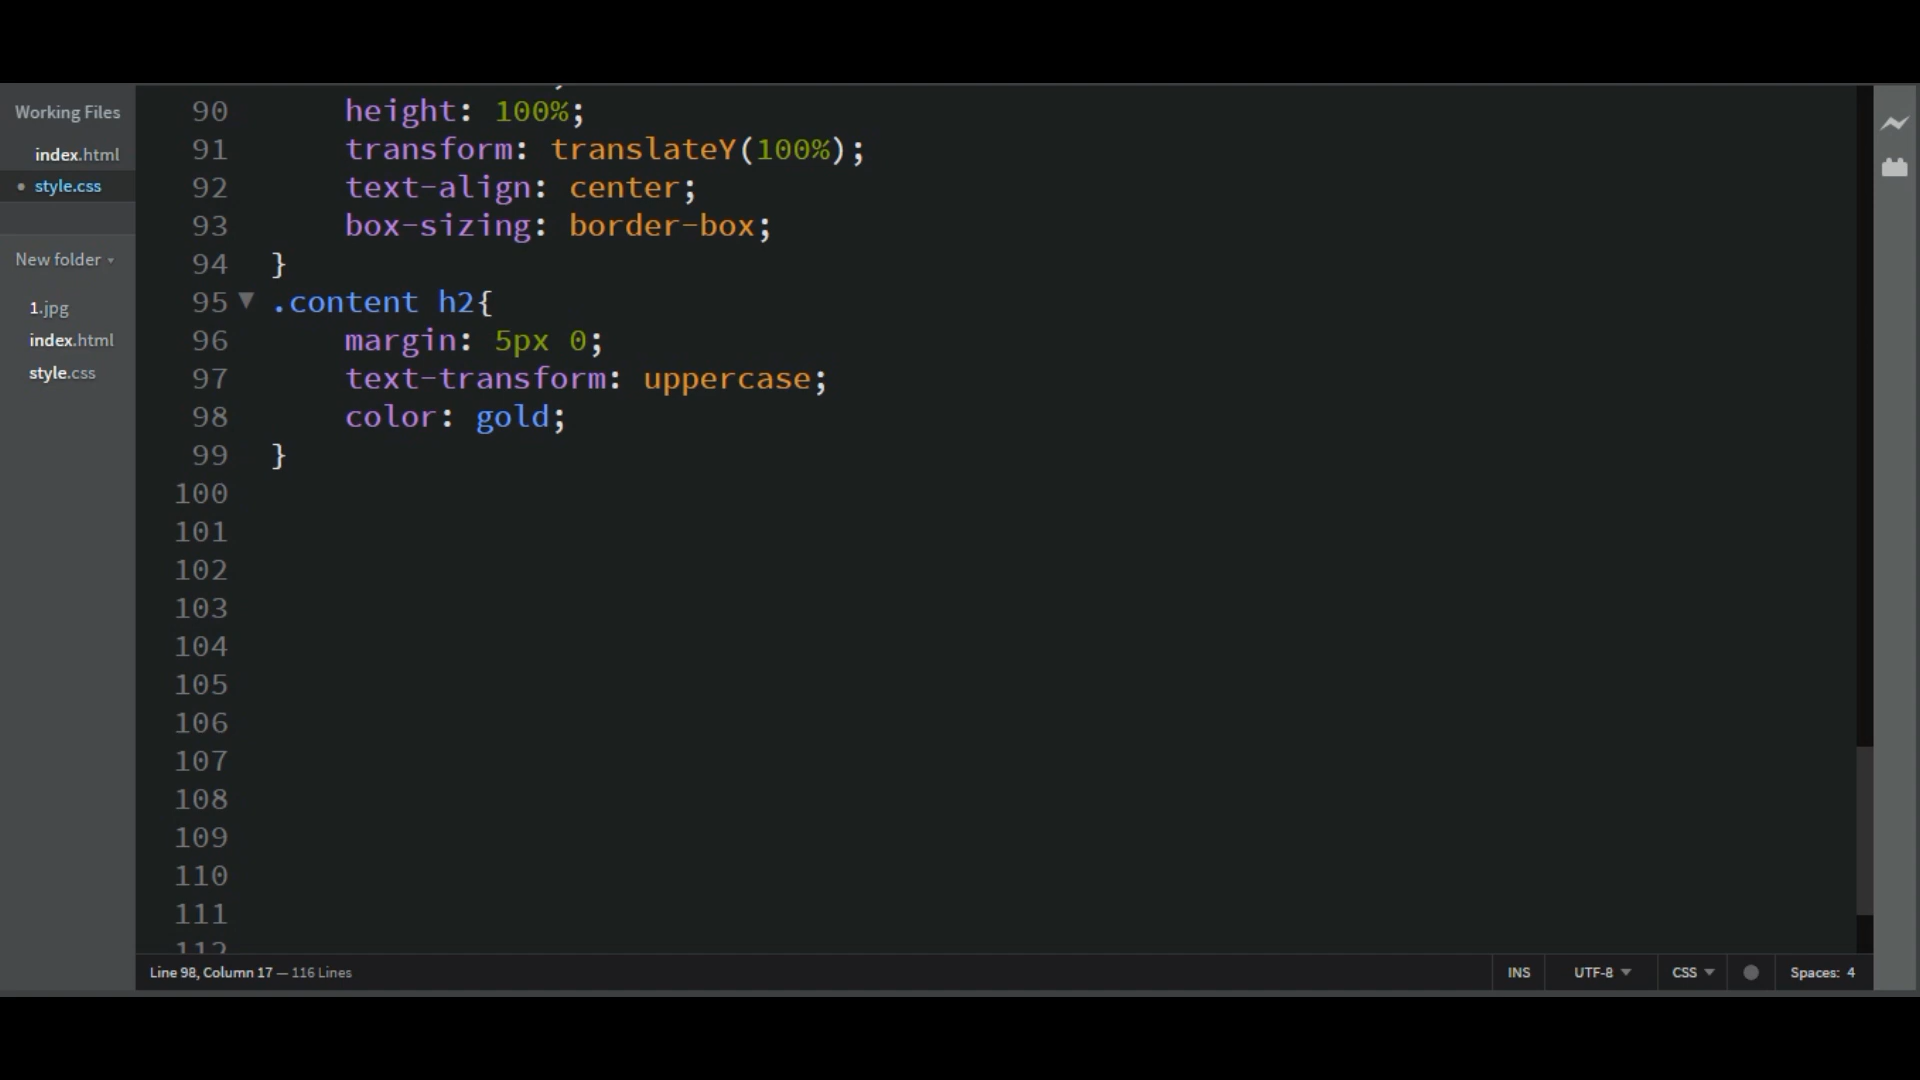 Working Files
index.html
style.css
New folder
1.jpg
index.html
style.css
90 height: 100%;
91 transform: translateY(100%);
92 text-align: center;
93 box-sizing: border-box;
94 }
95 .content h2{
96 margin: 5px 0;
97 text-transform: uppercase;
98 color: gold;
99 }
100
101
102
103
104
105
106
107
108
109
110
111
112
Line 98, Column 17 — 116 Lines
INS UTF-8 CSS Spaces: 4